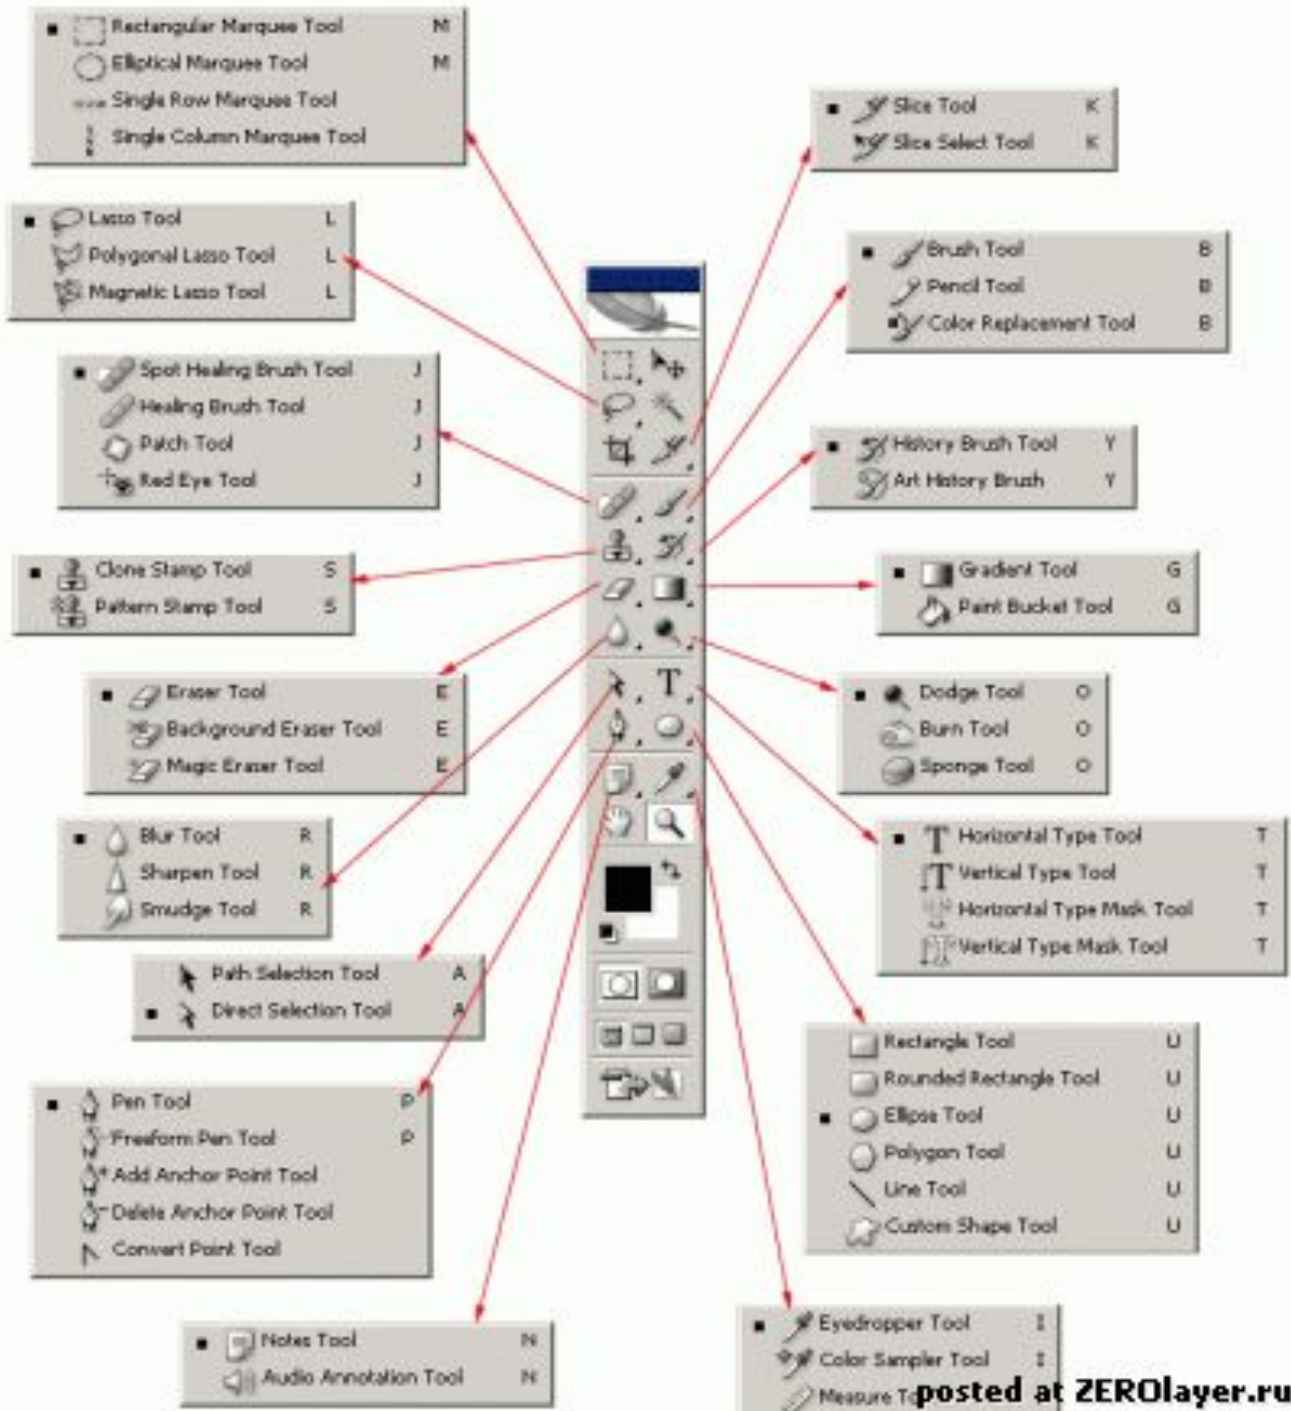 Rectangular Marquee Tool M
Elliptical Marquee Tool M
Single Row Marquee Tool
Single Column Marquee Tool
Lasso Tool L
Polygonal Lasso Tool L
Magnetic Lasso Tool L
Spot Healing Brush Tool J
Healing Brush Tool J
Patch Tool J
Red Eye Tool J
Clone Stamp Tool S
Pattern Stamp Tool S
Eraser Tool E
Background Eraser Tool E
Magic Eraser Tool E
Blur Tool R
Sharpen Tool R
Smudge Tool R
Path Selection Tool A
Direct Selection Tool A
Pen Tool P
Freeform Pen Tool P
Add Anchor Point Tool
Delete Anchor Point Tool
Convert Point Tool
Notes Tool N
Audio Annotation Tool N
T
Slice Tool K
Slice Select Tool K
Brush Tool B
Pencil Tool B
Color Replacement Tool B
History Brush Tool Y
Art History Brush Y
Gradient Tool G
Paint Bucket Tool G
Dodge Tool O
Burn Tool O
Sponge Tool O
T Horizontal Type Tool T
T Vertical Type Tool T
Horizontal Type Mask Tool T
Vertical Type Mask Tool T
Rectangle Tool U
Rounded Rectangle Tool U
Ellipse Tool U
Polygon Tool U
Line Tool U
Custom Shape Tool U
Eyedropper Tool I
Color Sampler Tool I
Measure
posted at ZEROlayer.ru